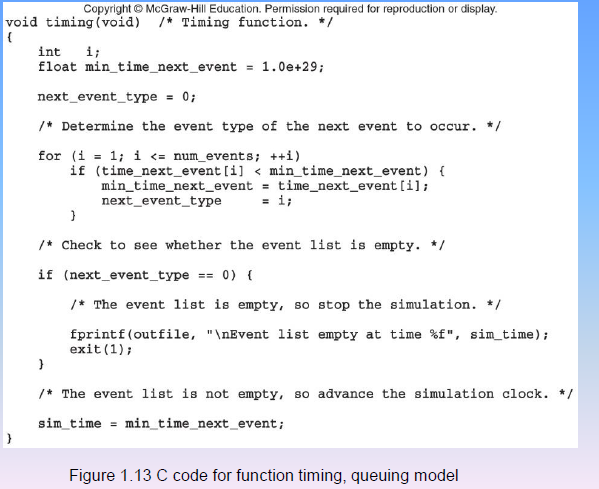 Copyright © McGraw-Hill Education. Permission required for reproduction or display.
void timing(void)  /* Timing function. */
{
    int   i;
    float min_time_next_event = 1.0e+29;

    next_event_type = 0;

    /* Determine the event type of the next event to occur. */

    for (i = 1; i <= num_events; ++i)
        if (time_next_event[i] < min_time_next_event) {
            min_time_next_event = time_next_event[i];
            next_event_type     = i;
        }

    /* Check to see whether the event list is empty. */

    if (next_event_type == 0) {

        /* The event list is empty, so stop the simulation. */

        fprintf(outfile, "\nEvent list empty at time %f", sim_time);
        exit(1);
    }

    /* The event list is not empty, so advance the simulation clock. */

    sim_time = min_time_next_event;
}
Figure 1.13 C code for function timing, queuing model